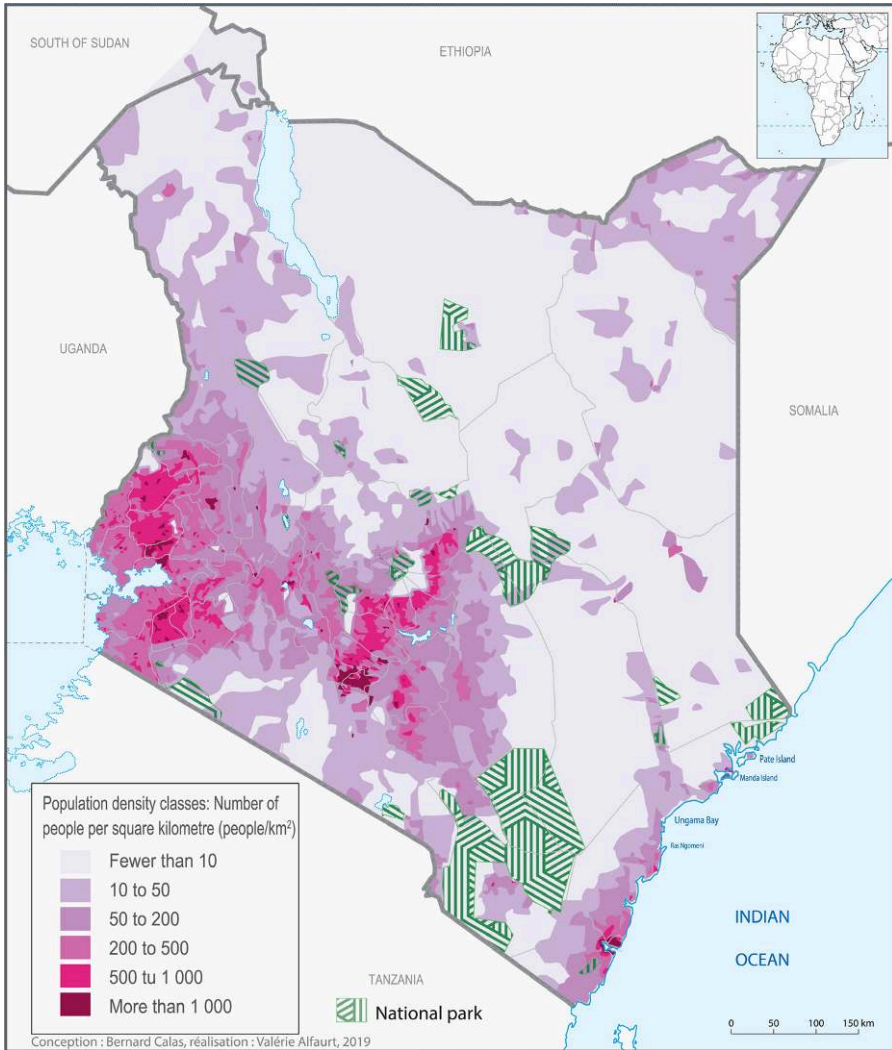 SOUTH OF SUDAN
ETHIOPIA
UGANDA
SOMALIA
Pate Island
Manda Island
Ungama Bay
Ras Ngomeni
INDIAN
OCEAN
TANZANIA
Population density classes: Number of
people per square kilometre (people/km²)
Fewer than 10
10 to 50
50 to 200
200 to 500
500 tu 1 000
More than 1 000
National park
0 50 100 150 km
Conception : Bernard Calas, réalisation : Valérie Alfaurt, 2019